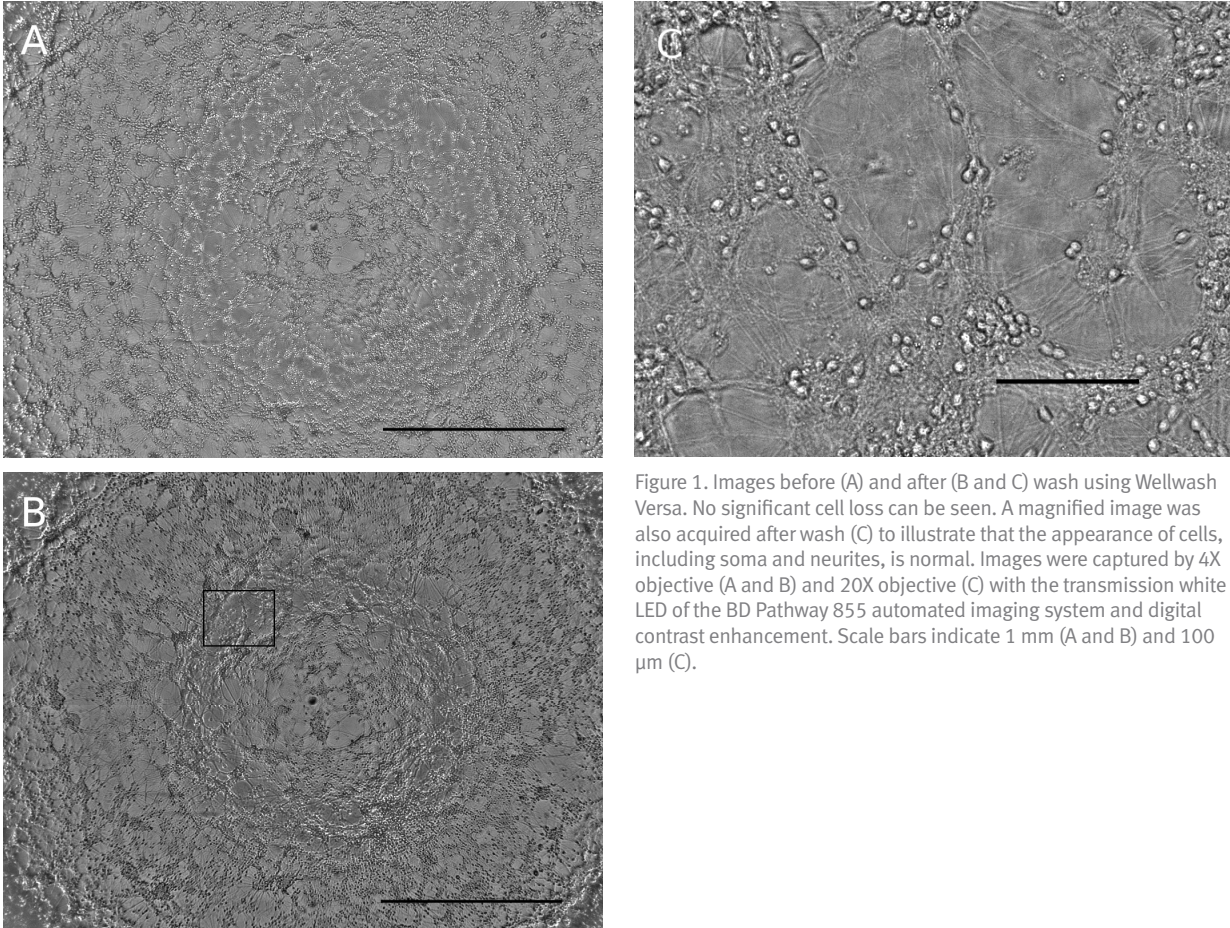 A
B
C
Figure 1. Images before (A) and after (B and C) wash using Wellwash
Versa. No significant cell loss can be seen. A magnified image was
also acquired after wash (C) to illustrate that the appearance of cells,
including soma and neurites, is normal. Images were captured by 4X
objective (A and B) and 20X objective (C) with the transmission white
LED of the BD Pathway 855 automated imaging system and digital
contrast enhancement. Scale bars indicate 1 mm (A and B) and 100
μm (C).